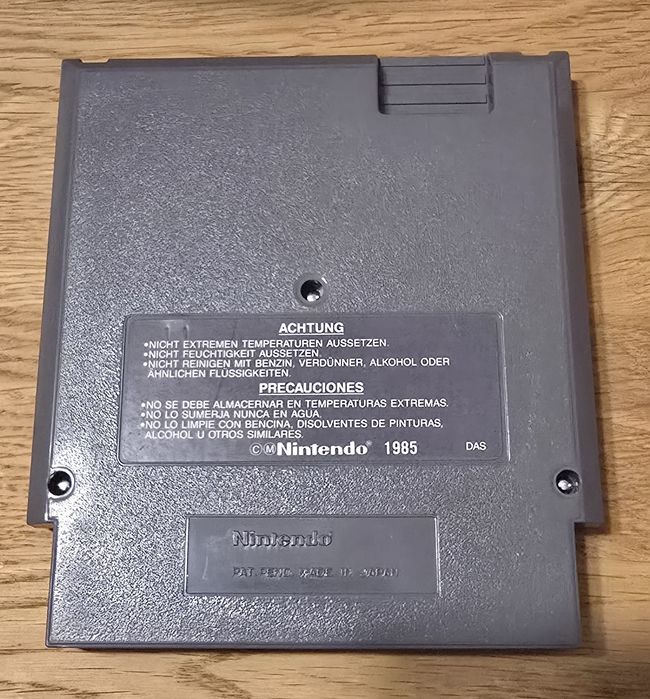 ACHTUNG
•NICHT EXTREMEN TEMPERATUREN AUSSETZEN.
•NICHT FEUCHTIGKEIT AUSSETZEN.
•NICHT REINIGEN MIT BENZIN, VERDÜNNER, ALKOHOL ODER
ÄHNLICHEN FLÜSSIGKEITEN.
PRECAUCIONES
•NO SE DEBE ALMACERNAR EN TEMPERATURAS EXTREMAS.
•NO LO SUMERJA NUNCA EN AGUA.
•NO LO LIMPIE CON BENCINA, DISOLVENTES DE PINTURAS,
ALCOHOL U OTROS SIMILARES.
©Ⓜ Nintendo® 1985 DAS
Nintendo
PAT. PEND. MADE IN JAPAN